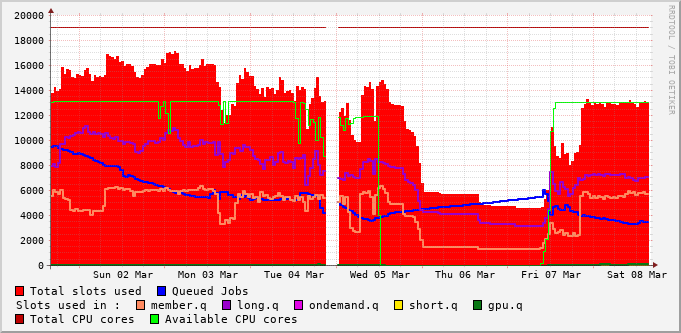 RRDTOOL / TOBI OETIKER
20000
18000
16000
14000
12000
10000
8000
6000
4000
2000
0
Sun 02 Mar Mon 03 Mar Tue 04 Mar Wed 05 Mar Thu 06 Mar Fri 07 Mar Sat 08 Mar
Total slots used Queued Jobs
Slots used in : member.q long.q ondemand.q short.q gpu.q
Total CPU cores Available CPU cores